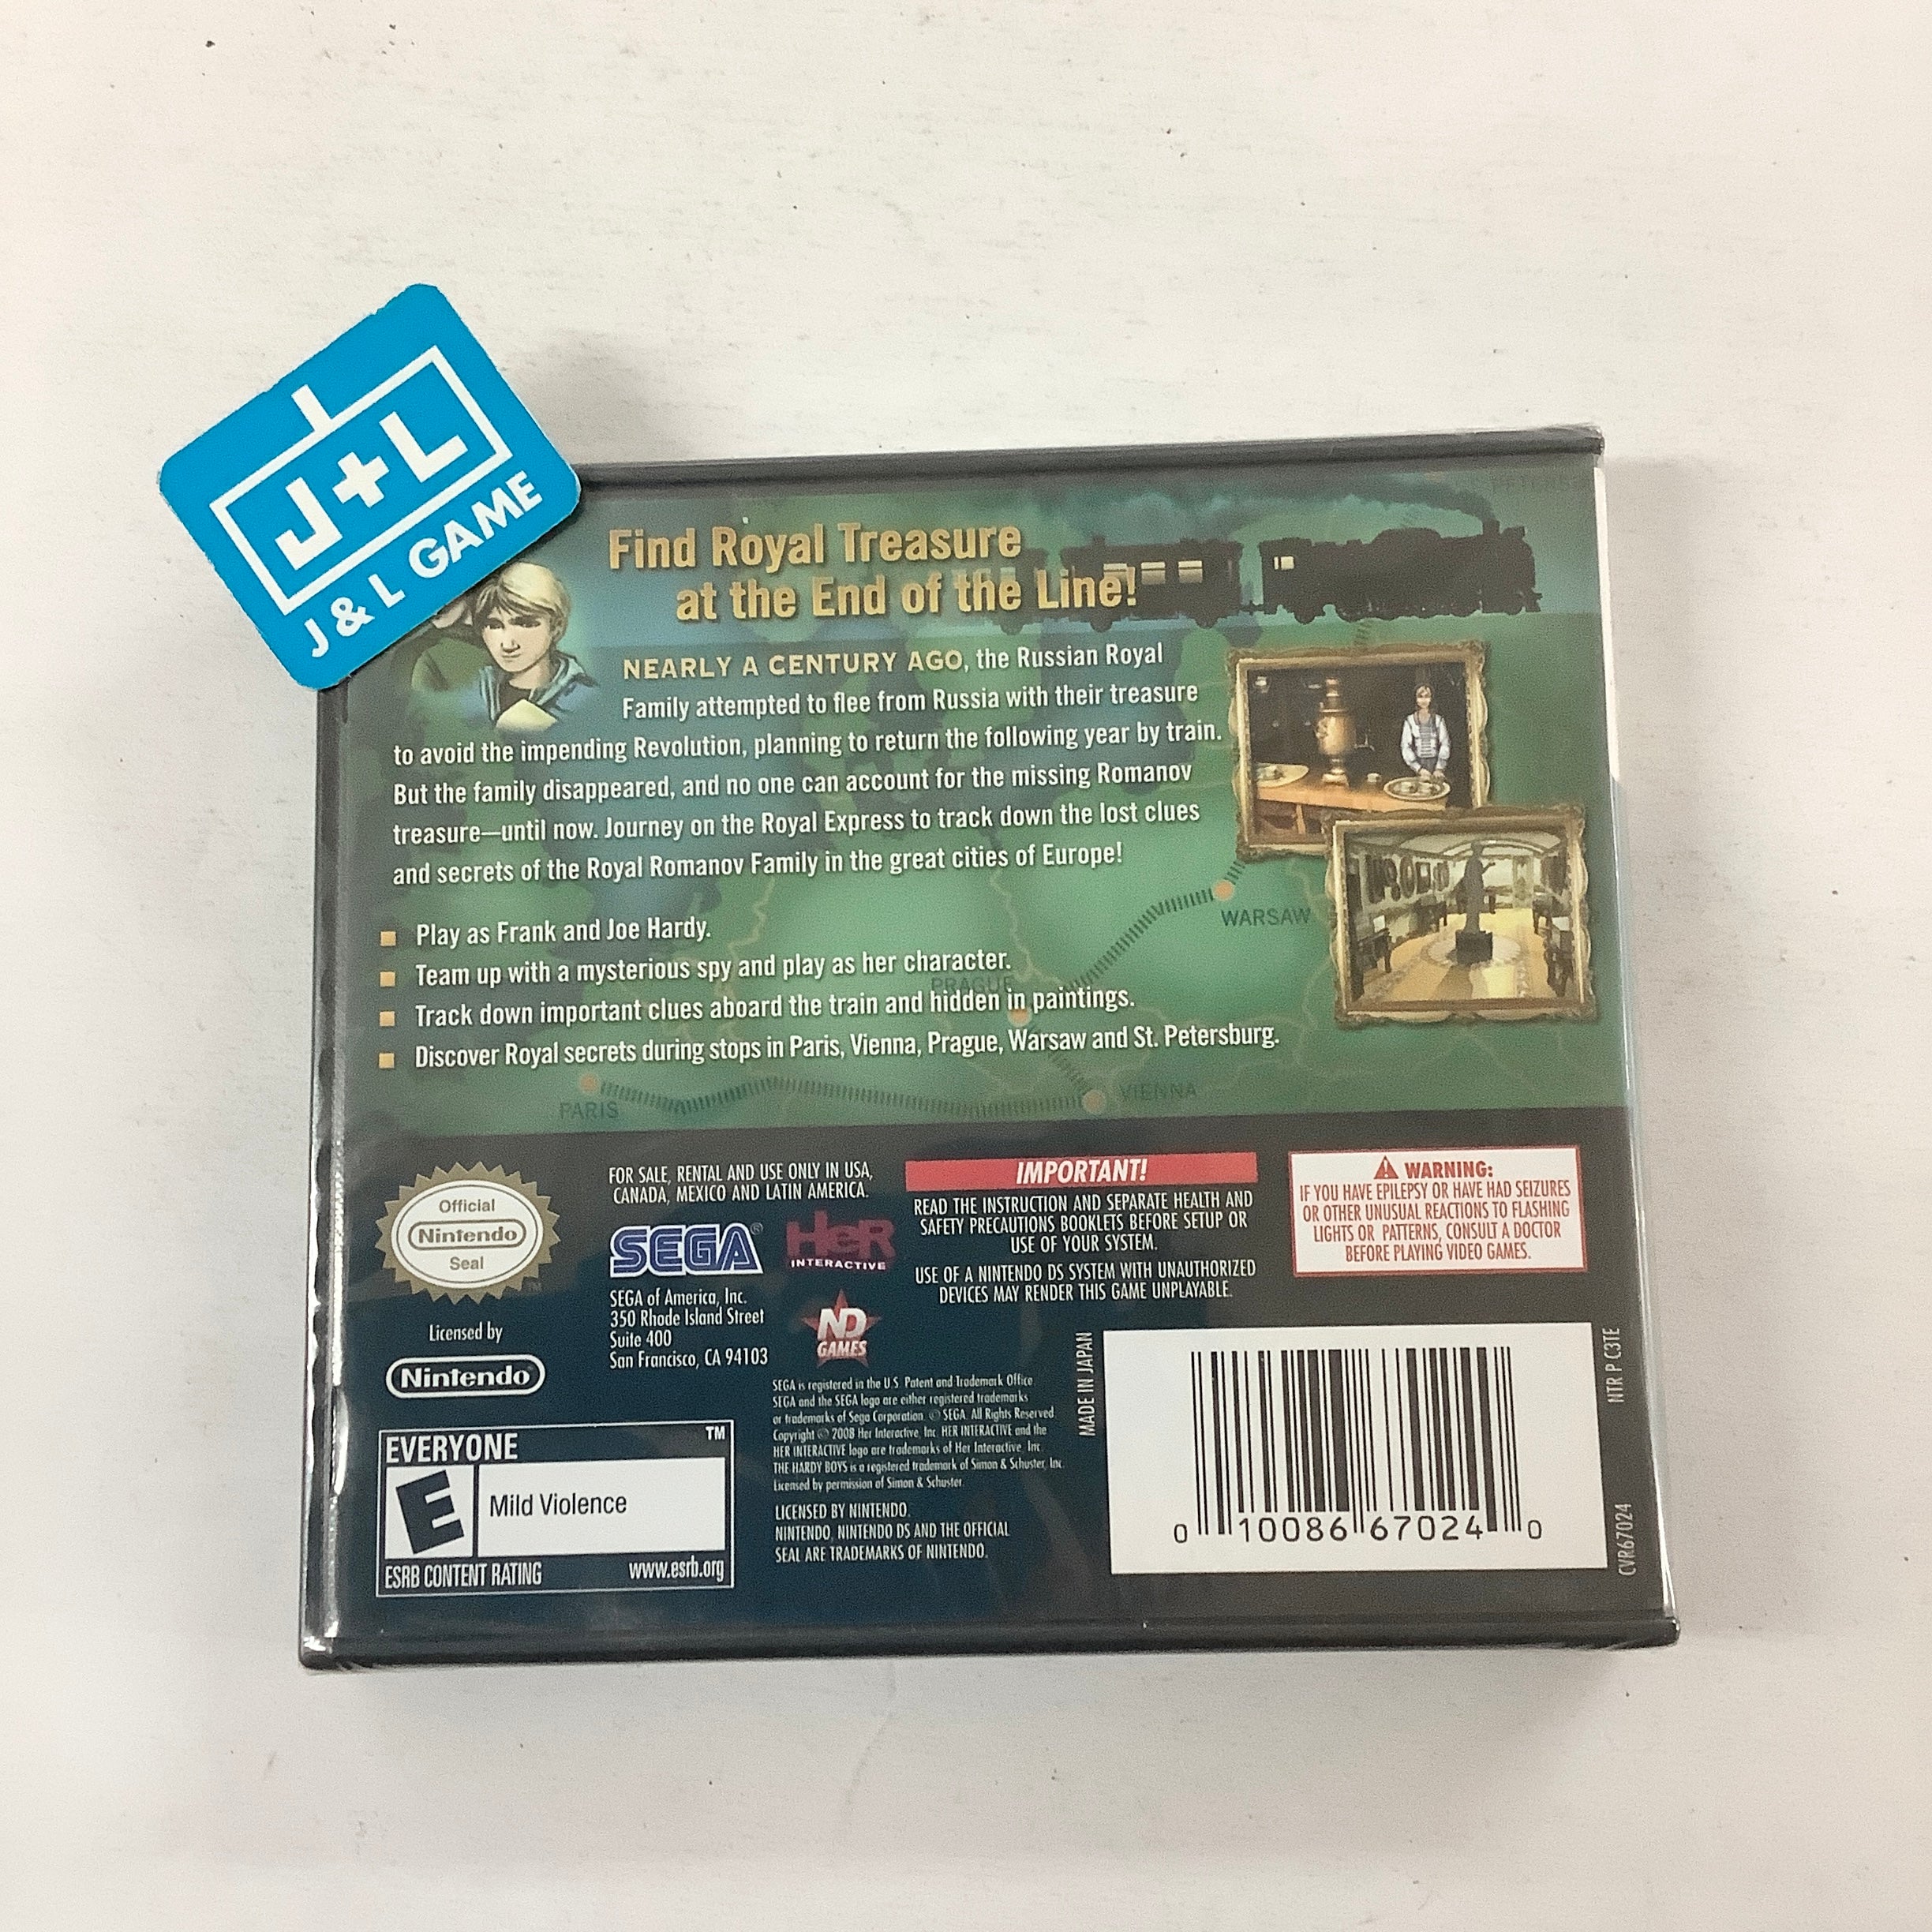 J+L
J & L GAME
Find Royal Treasure
at the End of the Line!
NEARLY A CENTURY AGO, the Russian Royal
Family attempted to flee from Russia with their treasure
to avoid the impending Revolution, planning to return the following year by train.
But the family disappeared, and no one can account for the missing Romanov
treasure—until now. Journey on the Royal Express to track down the lost clues
and secrets of the Royal Romanov Family in the great cities of Europe!
Play as Frank and Joe Hardy.
Team up with a mysterious spy and play as her character.
Track down important clues aboard the train and hidden in paintings.
Discover Royal secrets during stops in Paris, Vienna, Prague, Warsaw and St. Petersburg.
WARSAW
PRAGUE
PARIS
VIENNA
Official
Nintendo
Seal
TM
Licensed by
Nintendo®
FOR SALE, RENTAL AND USE ONLY IN USA,
CANADA, MEXICO AND LATIN AMERICA.
SEGA®
HeR
INTERACTIVE
SEGA of America, Inc.
350 Rhode Island Street
Suite 400
San Francisco, CA 94103
ND
GAMES
IMPORTANT!
READ THE INSTRUCTION AND SEPARATE HEALTH AND
SAFETY PRECAUTIONS BOOKLETS BEFORE SETUP OR
USE OF YOUR SYSTEM.
USE OF A NINTENDO DS SYSTEM WITH UNAUTHORIZED
DEVICES MAY RENDER THIS GAME UNPLAYABLE.
WARNING:
IF YOU HAVE EPILEPSY OR HAVE HAD SEIZURES
OR OTHER UNUSUAL REACTIONS TO FLASHING
LIGHTS OR PATTERNS, CONSULT A DOCTOR
BEFORE PLAYING VIDEO GAMES.
SEGA is registered in the U.S. Patent and Trademark Office.
SEGA and the SEGA logo are either registered trademarks
or trademarks of Sega Corporation. © SEGA. All Rights Reserved.
Copyright © 2008 Her Interactive, Inc. HER INTERACTIVE and the
HER INTERACTIVE logo are trademarks of Her Interactive, Inc.
THE HARDY BOYS is a registered trademark of Simon & Schuster, Inc.
Licensed by permission of Simon & Schuster.
LICENSED BY NINTENDO.
NINTENDO, NINTENDO DS AND THE OFFICIAL
SEAL ARE TRADEMARKS OF NINTENDO.
EVERYONE
TM
E
Mild Violence
ESRB CONTENT RATING
www.esrb.org
MADE IN JAPAN
0 10086 67024 0
NTR P C3TE
CVR67024